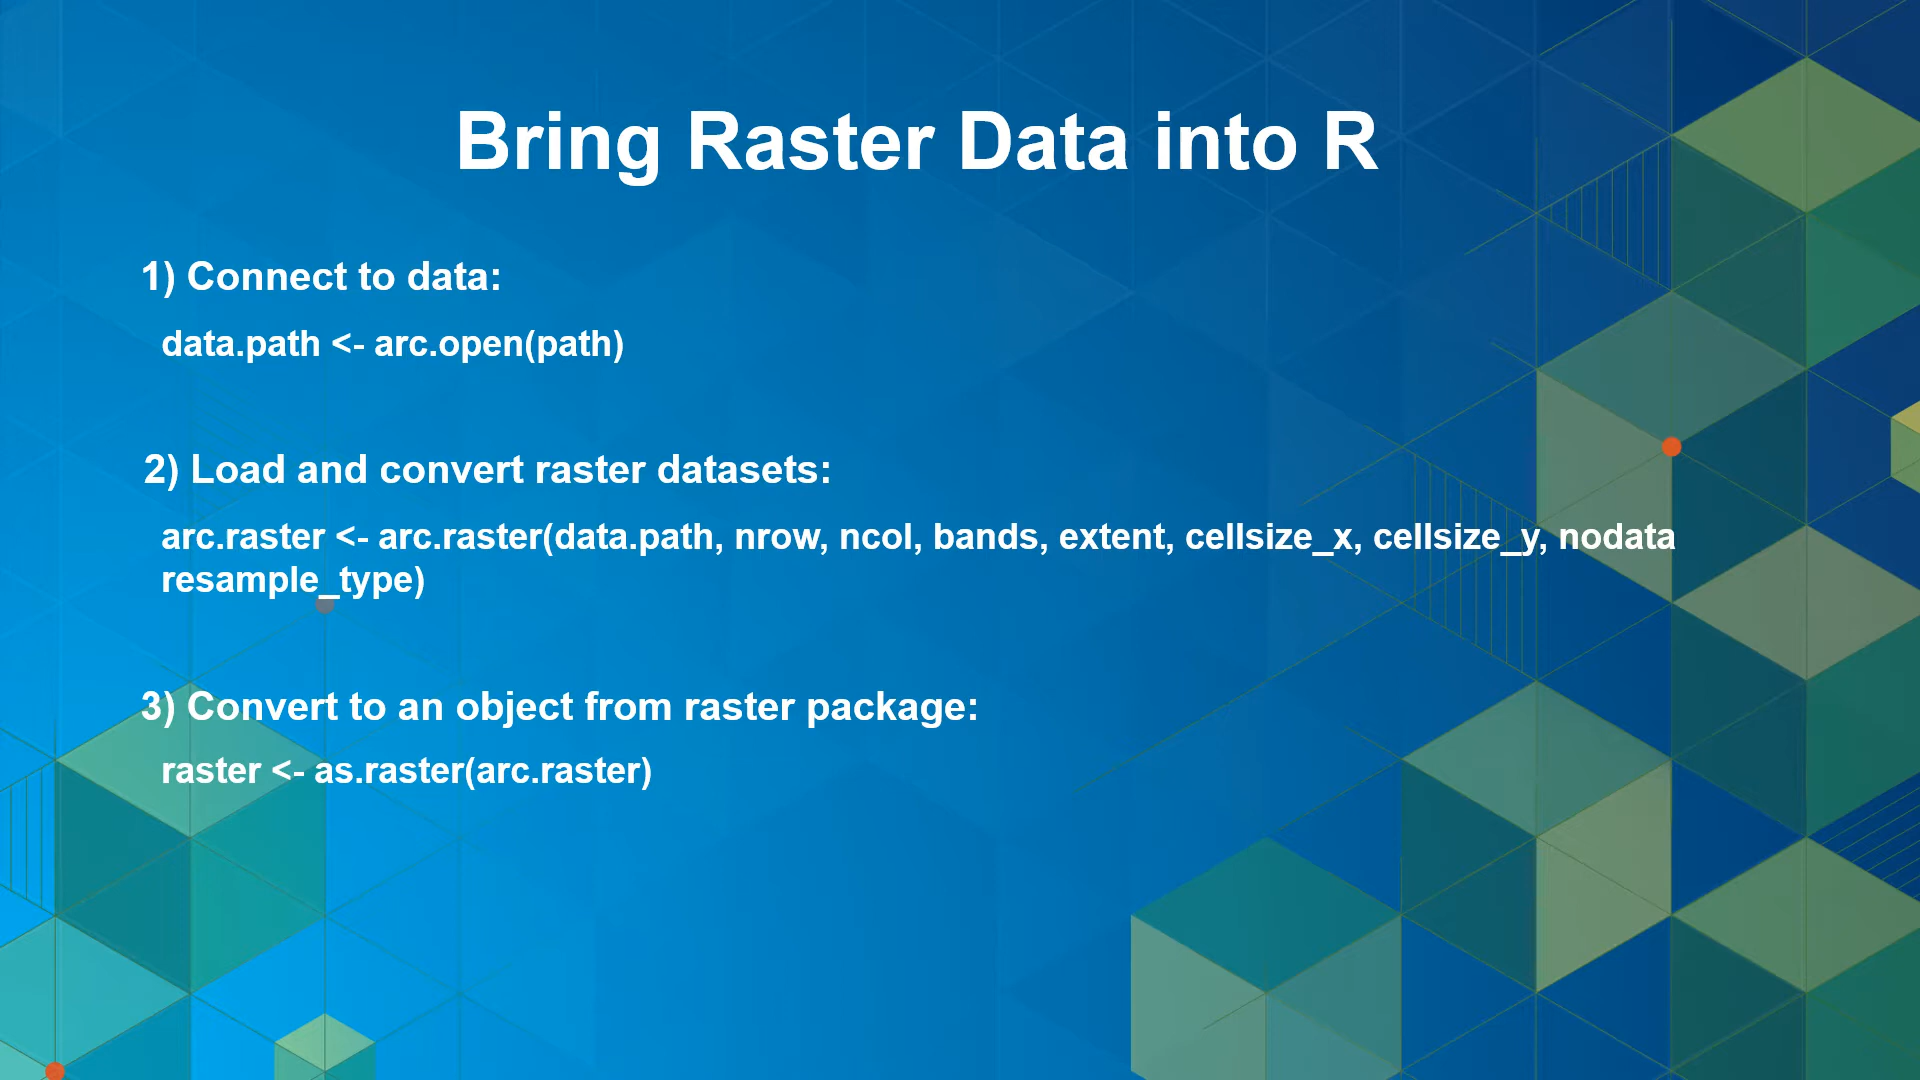 Bring Raster Data into R
1) Connect to data:
data.path <- arc.open(path)
2) Load and convert raster datasets:
arc.raster <- arc.raster(data.path, nrow, ncol, bands, extent, cellsize_x, cellsize_y, nodata
resample_type)
3) Convert to an object from raster package:
raster <- as.raster(arc.raster)